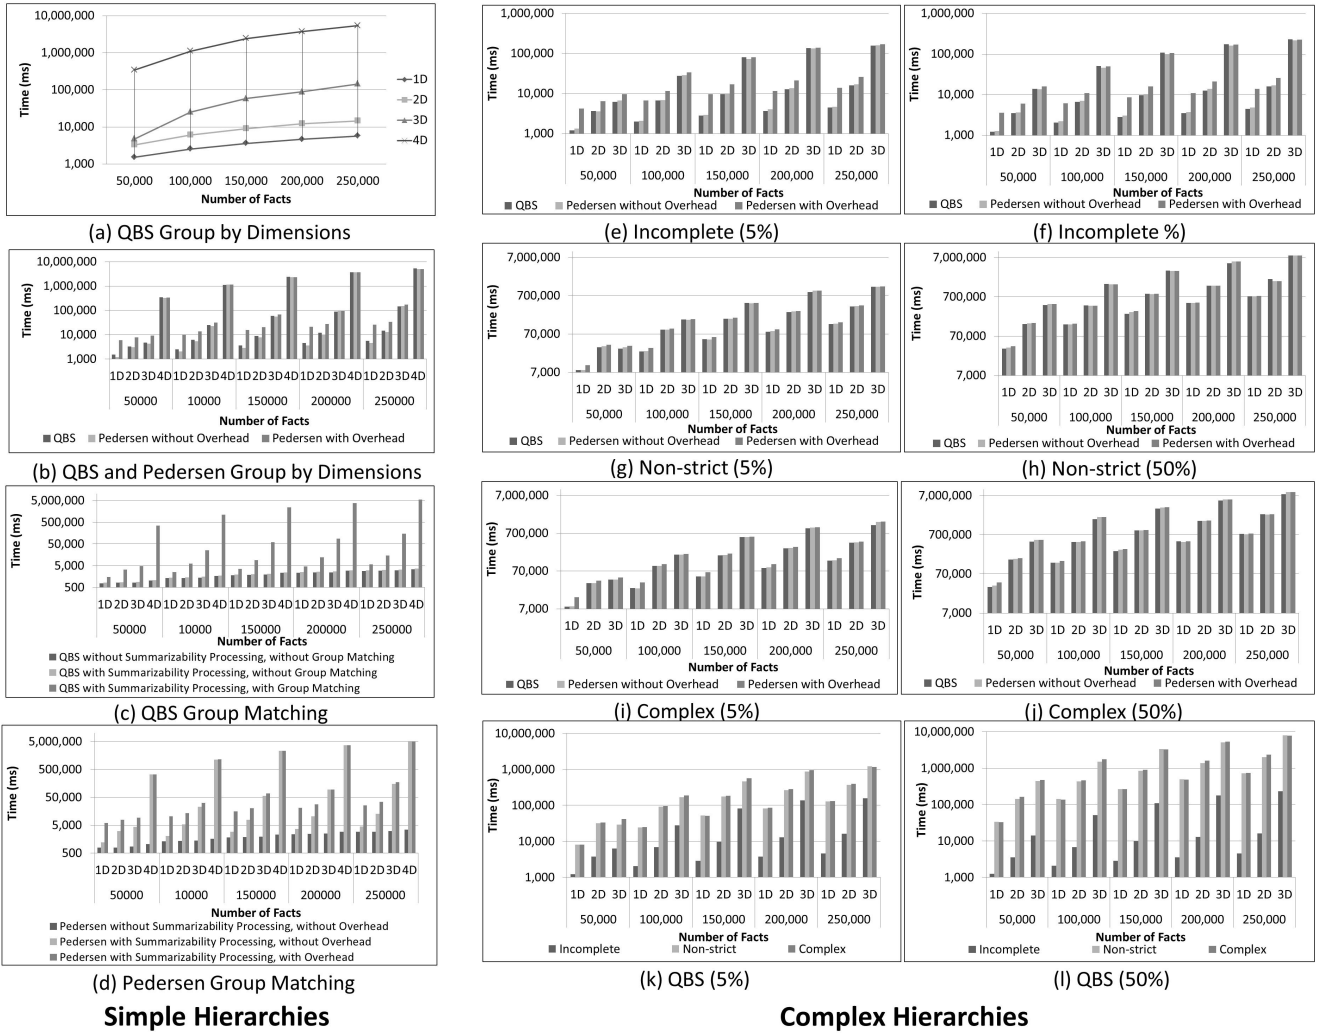 10,000,000
1,000,000
100,000
10,000
1,000
Time (ms)
50,000 100,000 150,000 200,000 250,000
Number of Facts
1D
2D
3D
4D
(a) QBS Group by Dimensions
10,000,000
1,000,000
100,000
10,000
1,000
Time (ms)
1D 2D 3D 4D 1D 2D 3D 4D 1D 2D 3D 4D 1D 2D 3D 4D 1D 2D 3D 4D
50000 10000 150000 200000 250000
Number of Facts
QBS Pedersen without Overhead Pedersen with Overhead
(b) QBS and Pedersen Group by Dimensions
5,000,000
500,000
50,000
5,000
500
Time (ms)
1D 2D 3D 4D 1D 2D 3D 4D 1D 2D 3D 4D 1D 2D 3D 4D 1D 2D 3D 4D
50000 10000 150000 200000 250000
Number of Facts
QBS without Summarizability Processing, without Group Matching
QBS with Summarizability Processing, without Group Matching
QBS with Summarizability Processing, with Group Matching
(c) QBS Group Matching
5,000,000
500,000
50,000
5,000
500
Time (ms)
1D 2D 3D 4D 1D 2D 3D 4D 1D 2D 3D 4D 1D 2D 3D 4D 1D 2D 3D 4D
50000 10000 150000 200000 250000
Number of Facts
Pedersen without Summarizability Processing, without Overhead
Pedersen with Summarizability Processing, without Overhead
Pedersen with Summarizability Processing, with Overhead
(d) Pedersen Group Matching
Simple Hierarchies
1,000,000
100,000
10,000
1,000
Time (ms)
1D 2D 3D 1D 2D 3D 1D 2D 3D 1D 2D 3D 1D 2D 3D
50,000 100,000 150,000 200,000 250,000
Number of Facts
QBS Pedersen without Overhead Pedersen with Overhead
(e) Incomplete (5%)
1,000,000
100,000
10,000
1,000
Time (ms)
1D 2D 3D 1D 2D 3D 1D 2D 3D 1D 2D 3D 1D 2D 3D
50,000 100,000 150,000 200,000 250,000
Number of Facts
QBS Pedersen without Overhead Pedersen with Overhead
(f) Incomplete %)
7,000,000
700,000
70,000
7,000
Time (ms)
1D 2D 3D 1D 2D 3D 1D 2D 3D 1D 2D 3D 1D 2D 3D
50,000 100,000 150,000 200,000 250,000
Number of Facts
QBS Pedersen without Overhead Pedersen with Overhead
(g) Non-strict (5%)
7,000,000
700,000
70,000
7,000
Time (ms)
1D 2D 3D 1D 2D 3D 1D 2D 3D 1D 2D 3D 1D 2D 3D
50,000 100,000 150,000 200,000 250,000
Number of Facts
QBS Pedersen without Overhead Pedersen with Overhead
(h) Non-strict (50%)
7,000,000
700,000
70,000
7,000
Time (ms)
1D 2D 3D 1D 2D 3D 1D 2D 3D 1D 2D 3D 1D 2D 3D
50,000 100,000 150,000 200,000 250,000
Number of Facts
QBS Pedersen without Overhead Pedersen with Overhead
(i) Complex (5%)
7,000,000
700,000
70,000
7,000
Time (ms)
1D 2D 3D 1D 2D 3D 1D 2D 3D 1D 2D 3D 1D 2D 3D
50,000 100,000 150,000 200,000 250,000
Number of Facts
QBS Pedersen without Overhead Pedersen with Overhead
(j) Complex (50%)
10,000,000
1,000,000
100,000
10,000
1,000
Time (ms)
1D 2D 3D 1D 2D 3D 1D 2D 3D 1D 2D 3D 1D 2D 3D
50,000 100,000 150,000 200,000 250,000
Number of Facts
Incomplete Non-strict Complex
(k) QBS (5%)
10,000,000
1,000,000
100,000
10,000
1,000
Time (ms)
1D 2D 3D 1D 2D 3D 1D 2D 3D 1D 2D 3D 1D 2D 3D
50,000 100,000 150,000 200,000 250,000
Number of Facts
Incomplete Non-strict Complex
(l) QBS (50%)
Complex Hierarchies